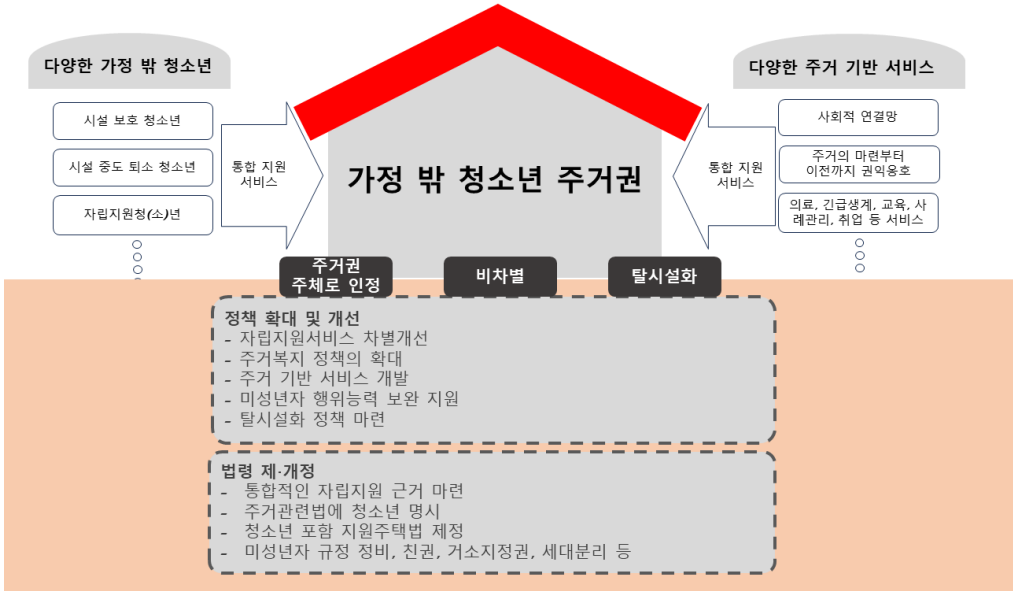 다양한 가정 밖 청소년
시설 보호 청소년
시설 중도 퇴소 청소년
자립지원청(소)년
통합 지원
서비스
가정 밖 청소년 주거권
다양한 주거 기반 서비스
사회적 연결망
주거의 마련부터
이전까지 권익옹호
의료, 긴급생계, 교육, 사
례관리, 취업 등 서비스
통합 지원
서비스
주거권
주체로 인정
비차별
탈시설화
정책 확대 및 개선
- 자립지원서비스 차별개선
- 주거복지 정책의 확대
- 주거 기반 서비스 개발
- 미성년자 행위능력 보완 지원
- 탈시설화 정책 마련
법령 제·개정
- 통합적인 자립지원 근거 마련
- 주거관련법에 청소년 명시
- 청소년 포함 지원주택법 제정
- 미성년자 규정 정비, 친권, 거소지정권, 세대분리 등